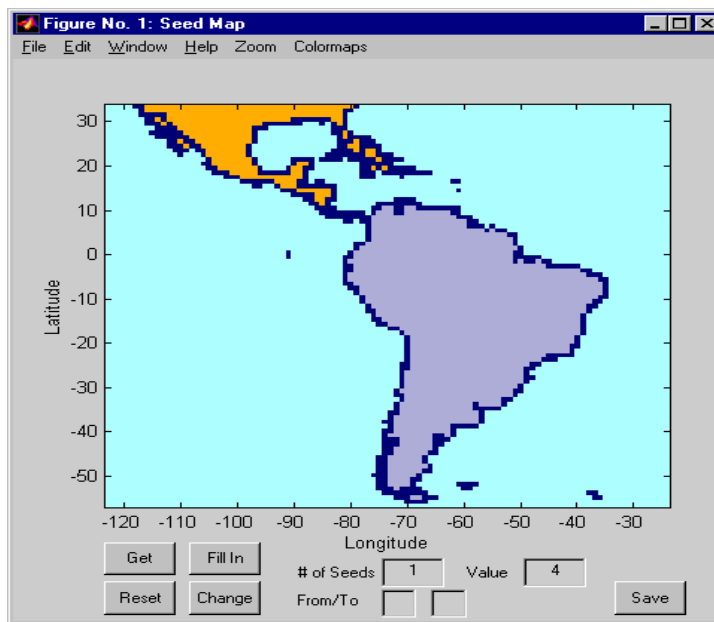 Figure No. 1: Seed Map
File Edit Window Help Zoom Colormaps
30
20
10
0
-10
-20
-30
-40
-50
Latitude
-120 -110 -100 -90 -80 -70 -60 -50 -40 -30
Longitude
Get Fill In
# of Seeds 1 Value 4
Reset Change From/To Save